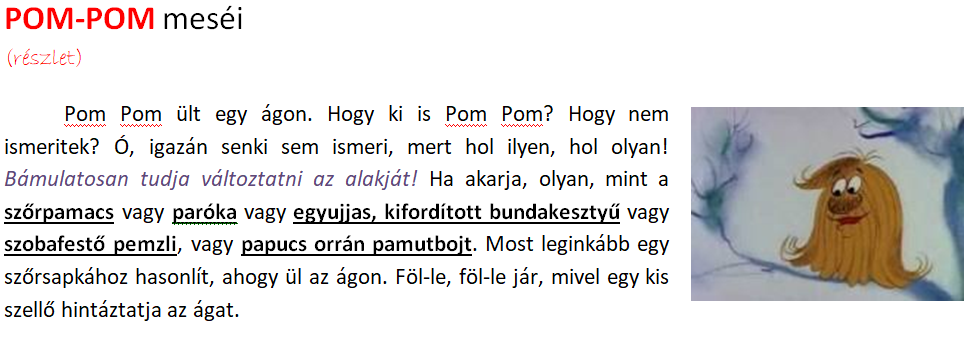 POM-POM meséi
(részlet)
Pom Pom ült egy ágon. Hogy ki is Pom Pom? Hogy nem
ismeritek? Ó, igazán senki sem ismeri, mert hol ilyen, hol olyan!
Bámulatosan tudja változtatni az alakját! Ha akarja, olyan, mint a
szőrpamacs vagy paróka vagy egyujjas, kifordított bundakesztyű vagy
szobafestő pemzli, vagy papucs orrán pamutbojt. Most leginkább egy
szőrsapkához hasonlít, ahogy ül az ágon. Föl-le, föl-le jár, mivel egy kis
szellő hintáztatja az ágat.